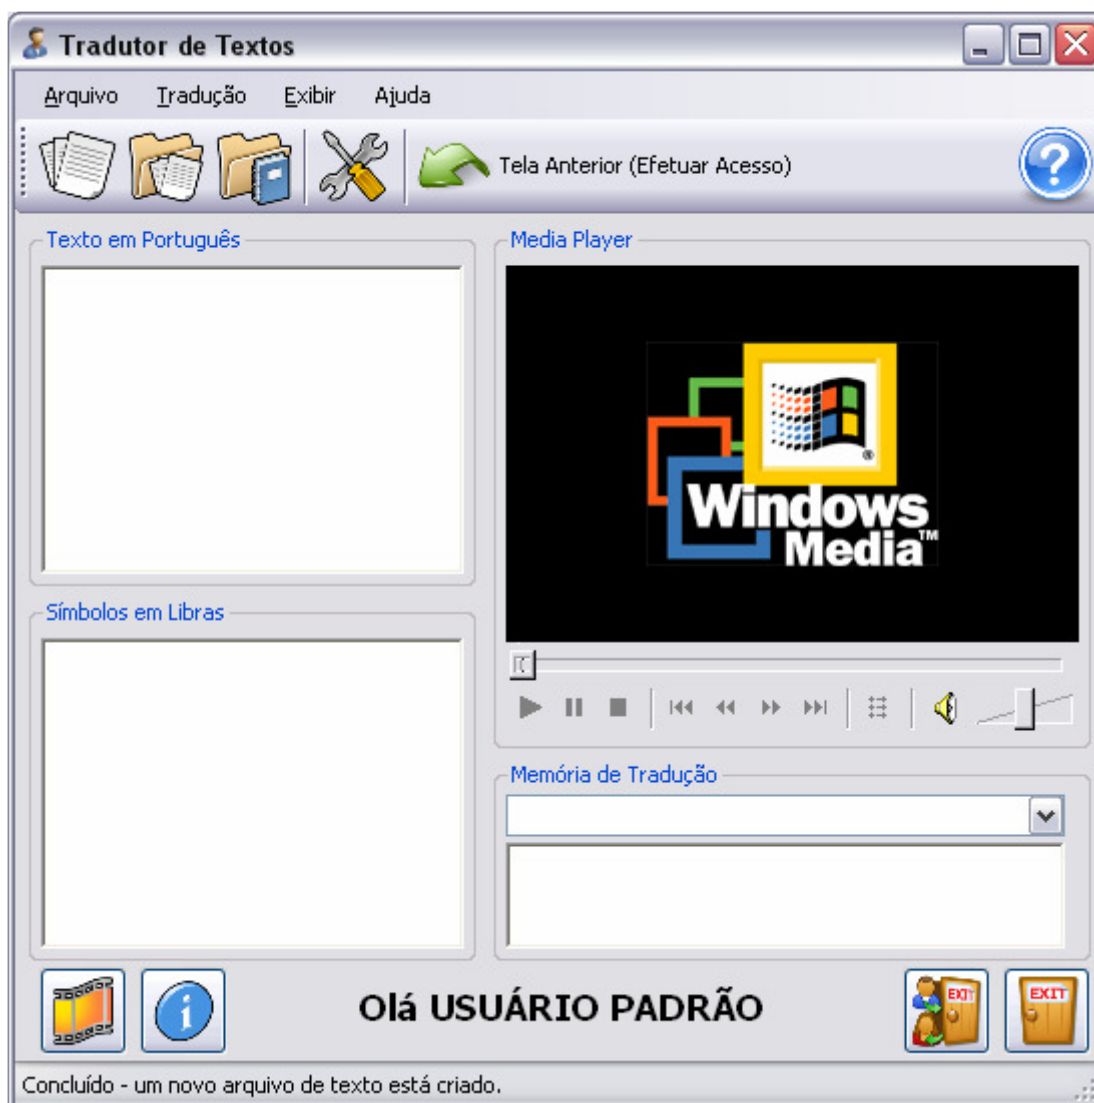 Tradutor de Textos
Arquivo Tradução Exibir Ajuda
Tela Anterior (Efetuar Acesso)
Texto em Português
Media Player
Windows
Media™
Símbolos em Libras
Memória de Tradução
Olá USUÁRIO PADRÃO
EXIT
EXIT
Concluído - um novo arquivo de texto está criado.